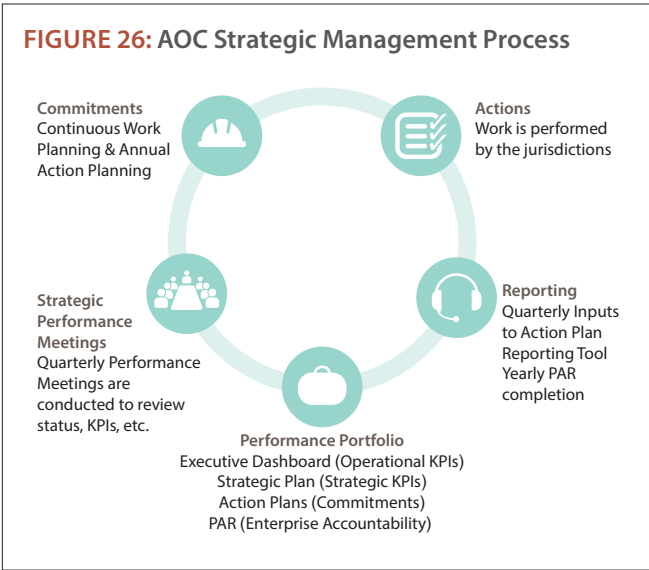 FIGURE 26: AOC Strategic Management Process
Commitments
Continuous Work
Planning & Annual
Action Planning
Actions
Work is performed
by the jurisdictions
Reporting
Quarterly Inputs
to Action Plan
Reporting Tool
Yearly PAR
completion
Strategic
Performance
Meetings
Quarterly Performance
Meetings are
conducted to review
status, KPIs, etc.
Performance Portfolio
Executive Dashboard (Operational KPIs)
Strategic Plan (Strategic KPIs)
Action Plans (Commitments)
PAR (Enterprise Accountability)